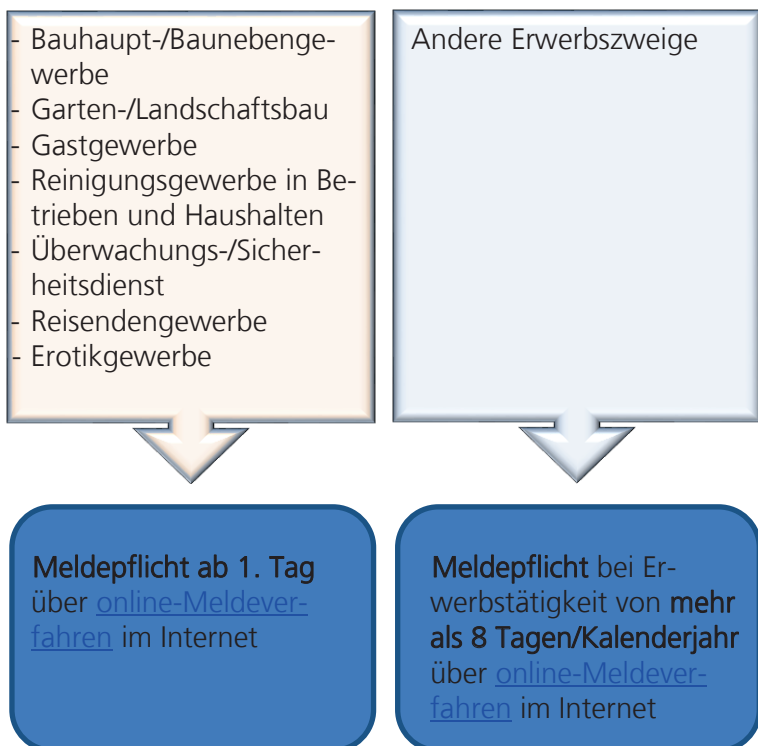 - Bauhaupt-/Baunebenge-
werbe
- Garten-/Landschaftsbau
- Gastgewerbe
- Reinigungsgewerbe in Be-
trieben und Haushalten
- Überwachungs-/Sicher-
heitsdienst
- Reisendengewerbe
- Erotikgewerbe
Andere Erwerbszweige
Meldepflicht ab 1. Tag
über online-Meldever-
fahren im Internet
Meldepflicht bei Er-
werbstätigkeit von mehr
als 8 Tagen/Kalenderjahr
über online-Meldever-
fahren im Internet